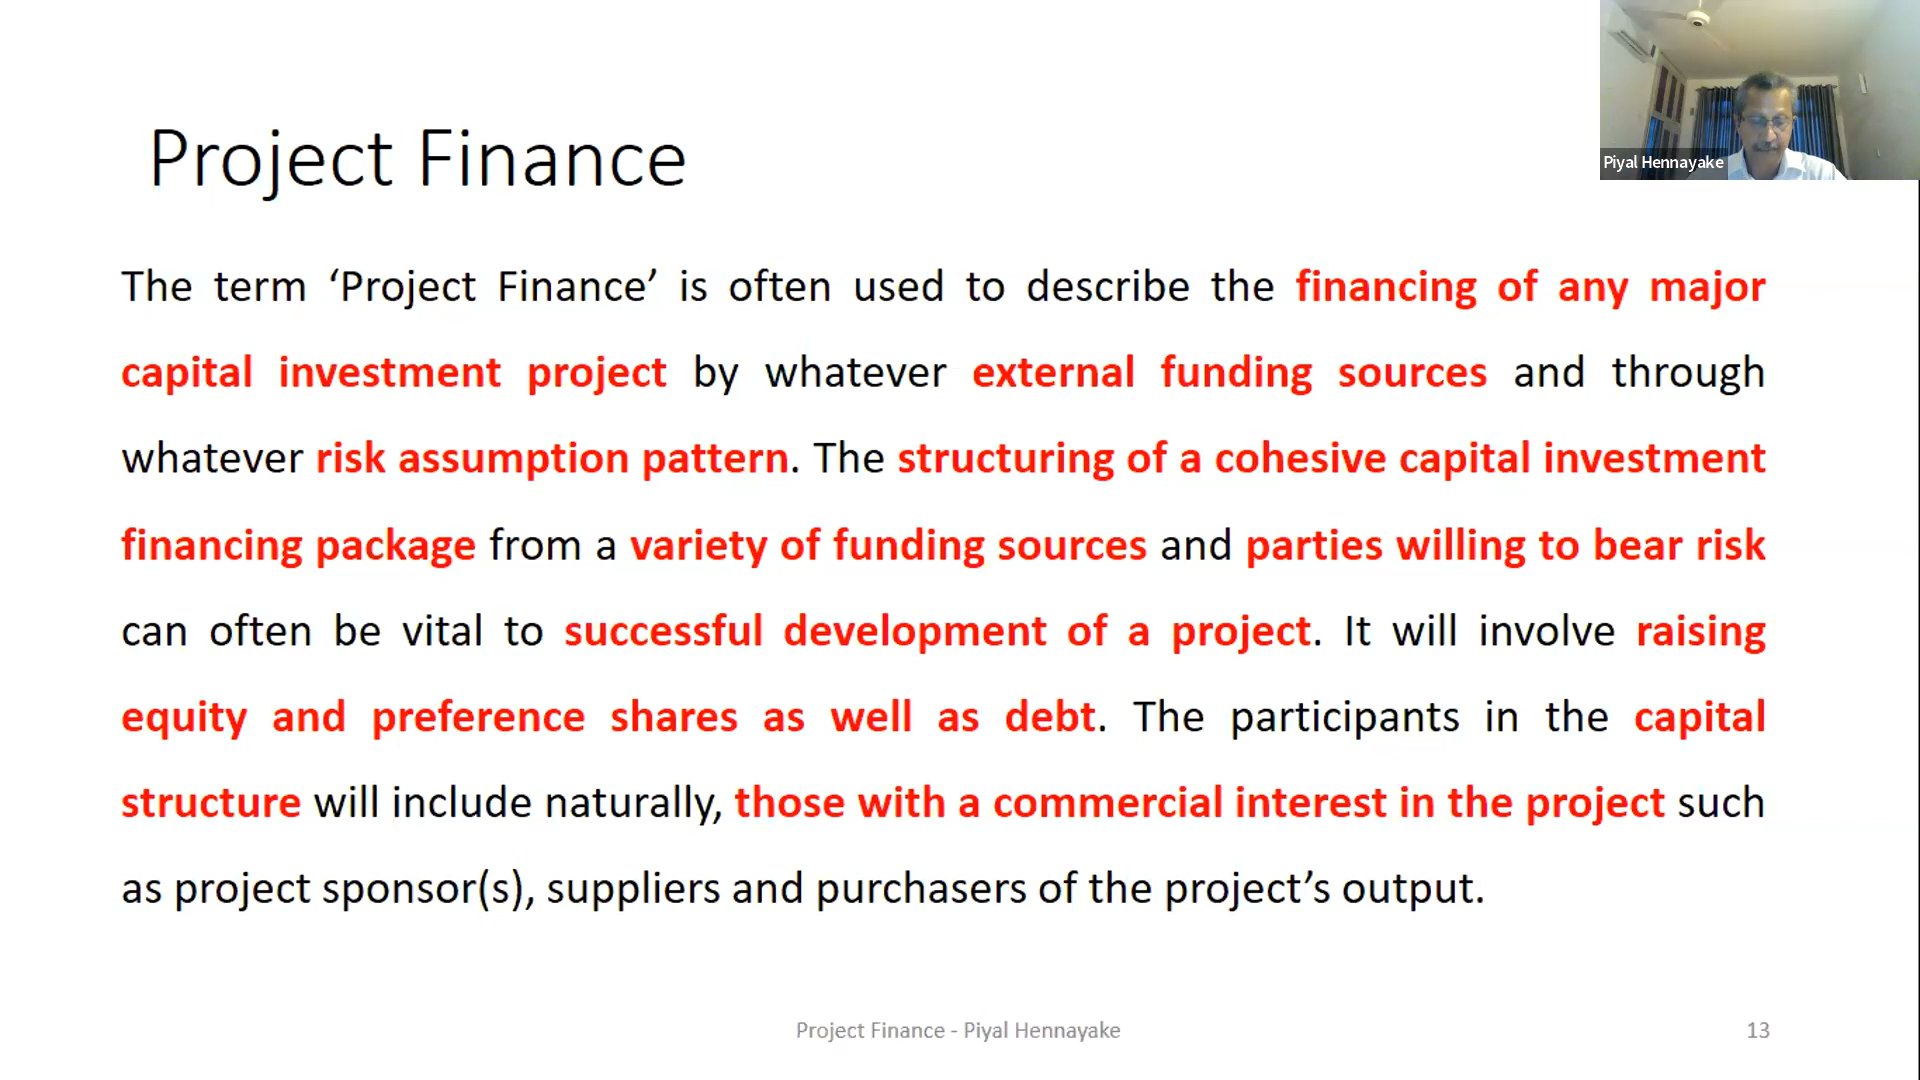 Piyal Hennayake
Project Finance
The term ‘Project Finance’ is often used to describe the financing of any major
capital investment project by whatever external funding sources and through
whatever risk assumption pattern. The structuring of a cohesive capital investment
financing package from a variety of funding sources and parties willing to bear risk
can often be vital to successful development of a project. It will involve raising
equity and preference shares as well as debt. The participants in the capital
structure will include naturally, those with a commercial interest in the project such
as project sponsor(s), suppliers and purchasers of the project’s output.
Project Finance - Piyal Hennayake
13